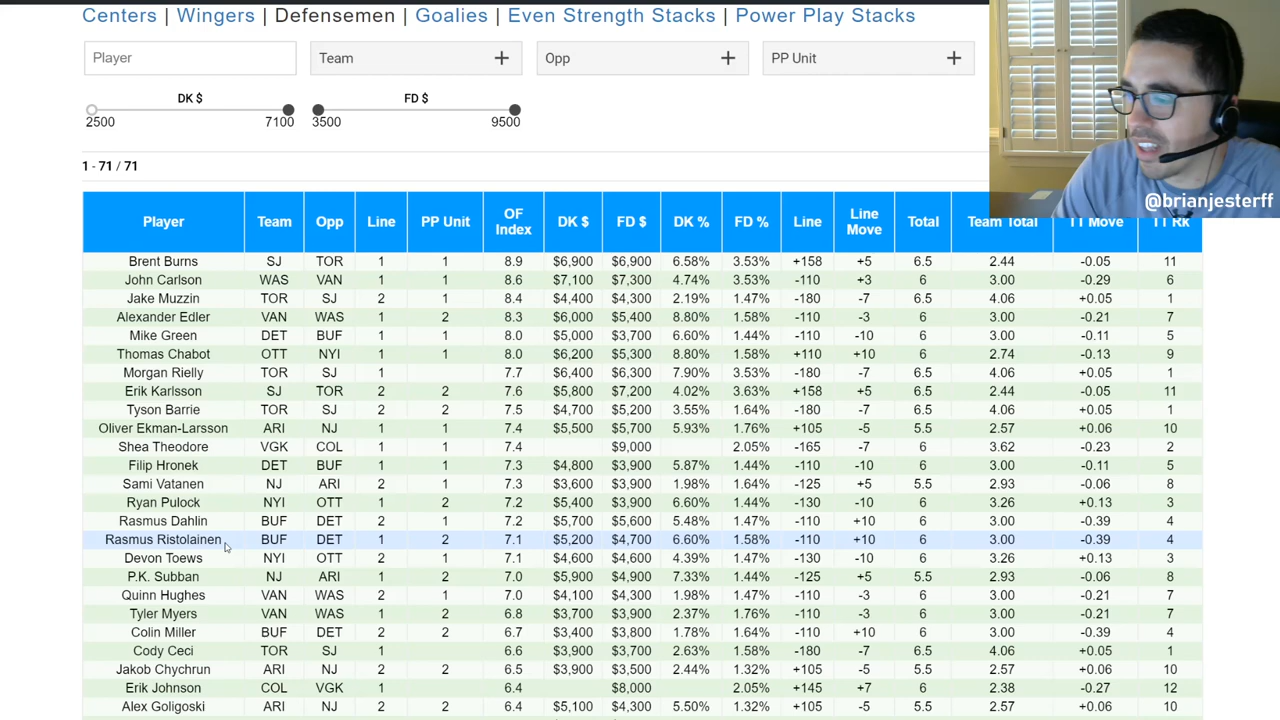 Centers | Wingers | Defensemen | Goalies | Even Strength Stacks | Power Play Stacks
Player Team + Opp + PP Unit +
DK $ FD $
2500 7100 3500 9500
1 - 71 / 71
@brianjesterff
Player Team Opp Line PP Unit OF Index DK $ FD $ DK % FD % Line Line Move Total Team Total TT Move TT Rk
Brent Burns SJ TOR 1 1 8.9 $6,900 $6,900 6.58% 3.53% +158 +5 6.5 2.44 -0.05 11
John Carlson WAS VAN 1 1 8.6 $7,100 $7,300 4.74% 3.53% -110 +3 6 3.00 -0.29 6
Jake Muzzin TOR SJ 2 1 8.4 $4,400 $4,300 2.19% 1.47% -180 -7 6.5 4.06 +0.05 1
Alexander Edler VAN WAS 1 2 8.3 $6,000 $5,400 8.80% 1.58% -110 -3 6 3.00 -0.21 7
Mike Green DET BUF 1 1 8.0 $5,000 $3,700 6.60% 1.44% -110 -10 6 3.00 -0.11 5
Thomas Chabot OTT NYI 1 1 8.0 $6,200 $5,300 8.80% 1.58% +110 +10 6 2.74 -0.13 9
Morgan Rielly TOR SJ 1 7.7 $6,400 $6,300 7.90% 3.53% -180 -7 6.5 4.06 +0.05 1
Erik Karlsson SJ TOR 2 2 7.6 $5,800 $7,200 4.02% 3.63% +158 +5 6.5 2.44 -0.05 11
Tyson Barrie TOR SJ 2 2 7.5 $4,700 $5,200 3.55% 1.64% -180 -7 6.5 4.06 +0.05 1
Oliver Ekman-Larsson ARI NJ 1 1 7.4 $5,500 $5,700 5.93% 1.76% +105 -5 5.5 2.57 +0.06 10
Shea Theodore VGK COL 1 1 7.4 $9,000 2.05% -165 -7 6 3.62 -0.23 2
Filip Hronek DET BUF 1 1 7.3 $4,800 $3,900 5.87% 1.44% -110 -10 6 3.00 -0.11 5
Sami Vatanen NJ ARI 2 1 7.3 $3,600 $3,900 1.98% 1.64% -125 +5 5.5 2.93 -0.06 8
Ryan Pulock NYI OTT 1 2 7.2 $5,400 $3,900 6.60% 1.44% -130 -10 6 3.26 +0.13 3
Rasmus Dahlin BUF DET 2 1 7.2 $5,700 $5,600 5.48% 1.47% -110 +10 6 3.00 -0.39 4
Rasmus Ristolainen BUF DET 1 2 7.1 $5,200 $4,700 6.60% 1.58% -110 +10 6 3.00 -0.39 4
Devon Toews NYI OTT 2 1 7.1 $4,600 $4,300 4.39% 1.47% -130 -10 6 3.26 +0.13 3
P.K. Subban NJ ARI 1 2 7.0 $5,900 $4,900 7.33% 1.44% -125 +5 5.5 2.93 -0.06 8
Quinn Hughes VAN WAS 2 1 7.0 $4,100 $4,300 1.98% 1.47% -110 -3 6 3.00 -0.21 7
Tyler Myers VAN WAS 1 2 6.8 $3,700 $3,900 2.37% 1.76% -110 -3 6 3.00 -0.21 7
Colin Miller BUF DET 2 2 6.7 $3,400 $3,800 1.78% 1.64% -110 +10 6 3.00 -0.39 4
Cody Ceci TOR SJ 1 6.6 $3,900 $3,700 2.63% 1.58% -180 -7 6.5 4.06 +0.05 1
Jakob Chychrun ARI NJ 2 2 6.5 $3,900 $3,500 2.44% 1.32% +105 -5 5.5 2.57 +0.06 10
Erik Johnson COL VGK 1 6.4 $8,000 2.05% +145 +7 6 2.38 -0.27 12
Alex Goligoski ARI NJ 2 2 6.4 $5,100 $4,300 5.50% 1.32% +105 -5 5.5 2.57 +0.06 10